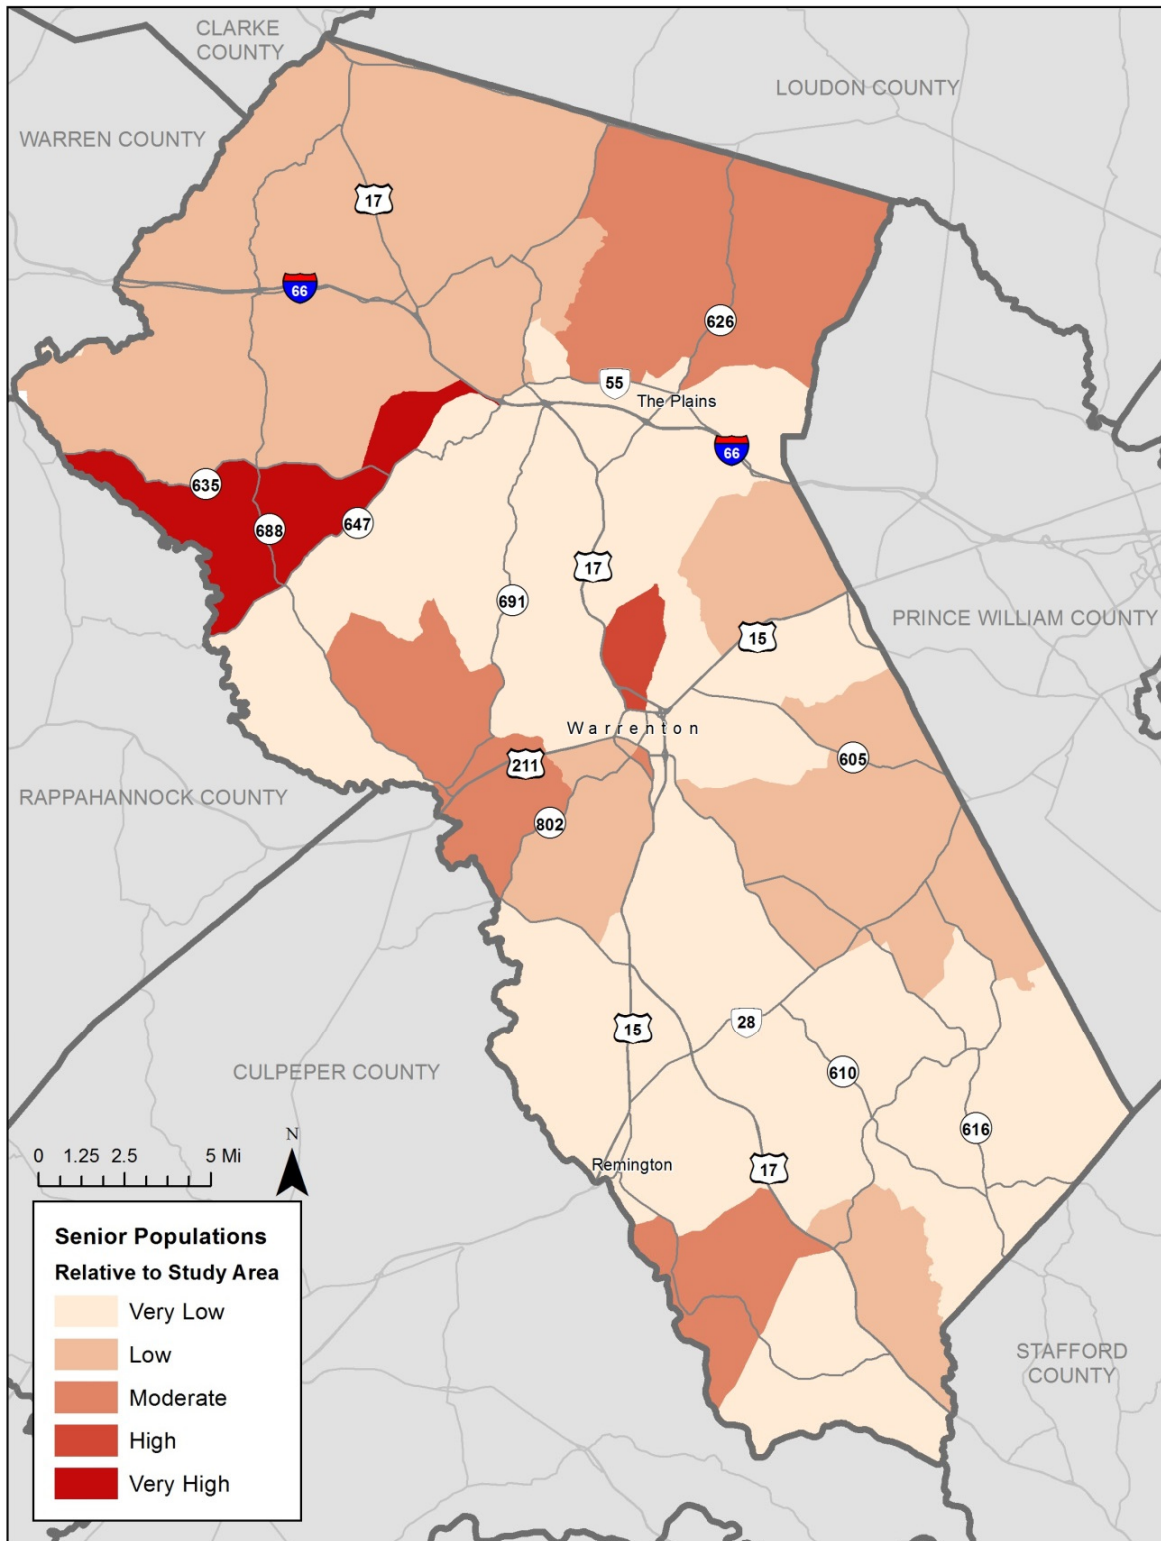 CLARKE
COUNTY
LOUDON COUNTY
WARREN COUNTY
17
66
626
55
The Plains
66
635
688
647
17
691
PRINCE WILLIAM COUNTY
15
Warrenton
605
211
RAPPAHANNOCK COUNTY
802
28
15
CULPEPER COUNTY
610
616
N
0 1.25 2.5 5 Mi
Remington
17
Senior Populations
Relative to Study Area
Very Low
Low
Moderate
High
Very High
STAFFORD
COUNTY